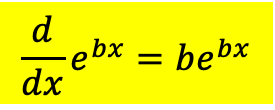 d/dx e^{bx} = be^{bx}